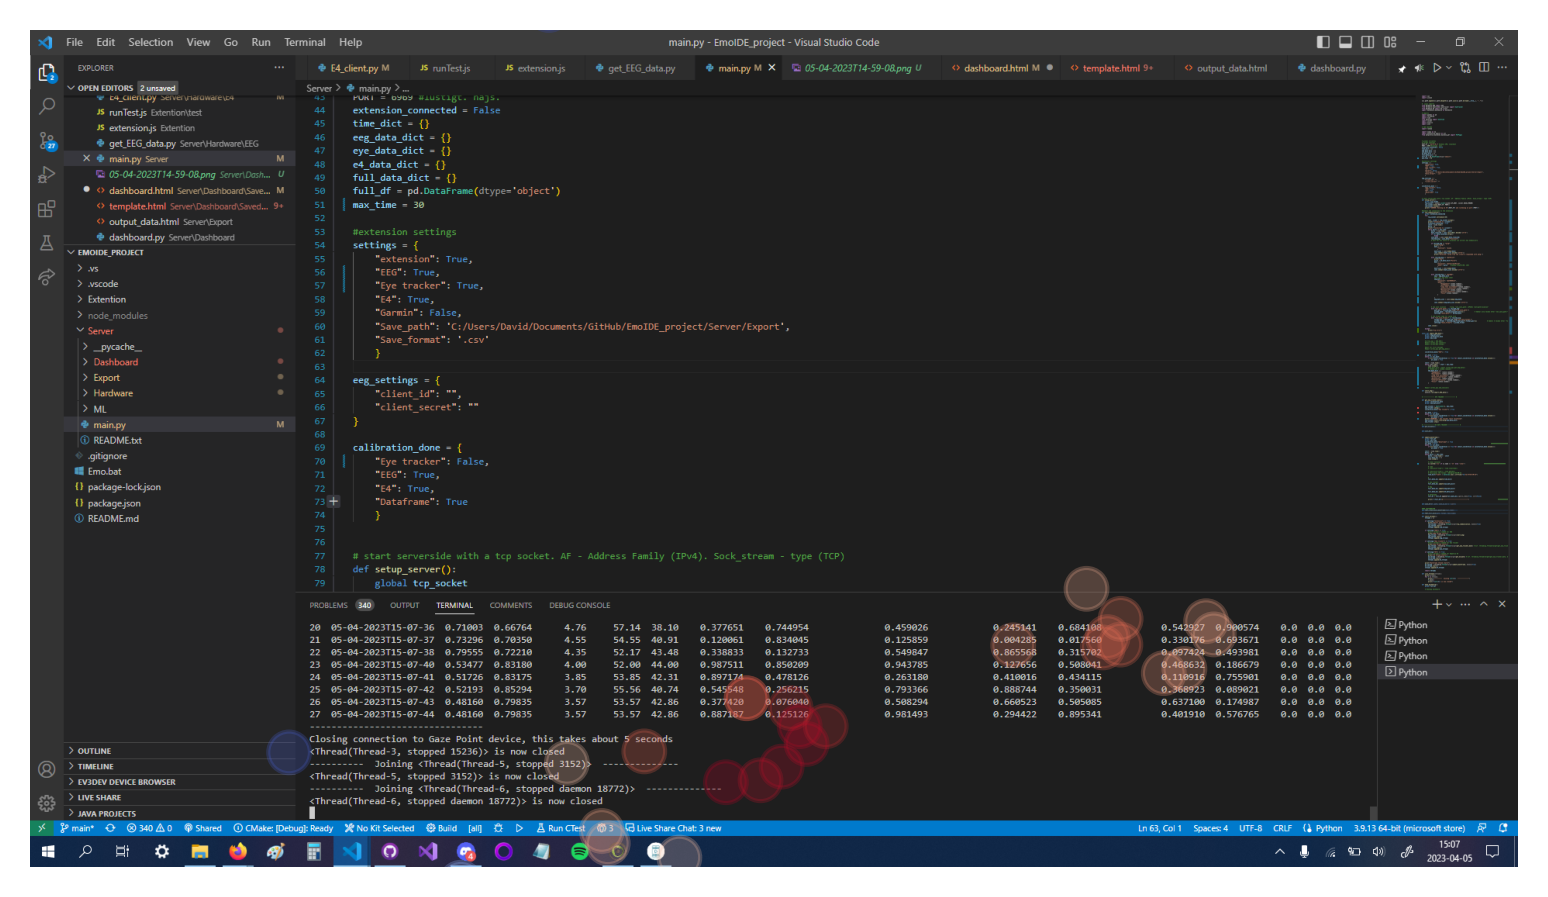 File Edit Selection View Go Run Terminal Help
main.py - EmoIDE_project - Visual Studio Code
EXPLORER
E4_client.py M
JS runTest.js
JS extension.js
get_EEG_data.py
main.py M
05-04-2023T14-59-08.png U
dashboard.html M
template.html 9+
output_data.html
dashboard.py
OPEN EDITORS 2 unsaved
E4_client.py Server\Hardware\E4 M
JS runTest.js Extention\test
JS extension.js Extention
get_EEG_data.py Server\Hardware\EEG
main.py Server M
05-04-2023T14-59-08.png Server\Dash... U
dashboard.html Server\Dashboard\Save... M
template.html Server\Dashboard\Saved... 9+
output_data.html Server\Export
dashboard.py Server\Dashboard
EMOIDE_PROJECT
.vs
.vscode
Extention
node_modules
Server
__pycache__
Dashboard
Export
Hardware
ML
main.py M
README.txt
.gitignore
Emo.bat
package-lock.json
package.json
README.md
OUTLINE
TIMELINE
EV3DEV DEVICE BROWSER
LIVE SHARE
JAVA PROJECTS
Server > main.py > ...
43 PORT = 6969 #lustigt. hajs.
44 extension_connected = False
45 time_dict = {}
46 eeg_data_dict = {}
47 eye_data_dict = {}
48 e4_data_dict = {}
49 full_data_dict = {}
50 full_df = pd.DataFrame(dtype='object')
51 max_time = 30
52
53 #extension settings
54 settings = {
55 "extension": True,
56 "EEG": True,
57 "Eye tracker": True,
58 "E4": True,
59 "Garmin": False,
60 "Save_path": 'C:/Users/David/Documents/GitHub/EmoIDE_project/Server/Export',
61 "Save_format": '.csv'
62 }
63
64 eeg_settings = {
65 "client_id": "",
66 "client_secret": ""
67 }
68
69 calibration_done = {
70 "Eye tracker": False,
71 "EEG": True,
72 "E4": True,
73 "Dataframe": True
74 }
75
76
77 # start serverside with a tcp socket. AF - Address Family (IPv4). Sock_stream - type (TCP)
78 def setup_server():
79 global tcp_socket
PROBLEMS 340 OUTPUT TERMINAL COMMENTS DEBUG CONSOLE
20 05-04-2023T15-07-36 0.71003 0.66764 4.76 57.14 38.10 0.377651 0.744954 0.459026 0.245141 0.684108 0.542927 0.900574 0.0 0.0 0.0
21 05-04-2023T15-07-37 0.73296 0.70350 4.55 54.55 40.91 0.120061 0.834045 0.125859 0.004285 0.017560 0.330176 0.693671 0.0 0.0 0.0
22 05-04-2023T15-07-38 0.79555 0.72210 4.35 52.17 43.48 0.338833 0.132733 0.549847 0.865568 0.315702 0.097424 0.493981 0.0 0.0 0.0
23 05-04-2023T15-07-40 0.53477 0.83180 4.00 52.00 44.00 0.987511 0.850209 0.943785 0.127656 0.508041 0.468632 0.186679 0.0 0.0 0.0
24 05-04-2023T15-07-41 0.51726 0.83175 3.85 53.85 42.31 0.897174 0.478126 0.263180 0.410016 0.434115 0.110916 0.755901 0.0 0.0 0.0
25 05-04-2023T15-07-42 0.52193 0.85294 3.70 55.56 40.74 0.545548 0.256215 0.793366 0.888744 0.350031 0.368923 0.089021 0.0 0.0 0.0
26 05-04-2023T15-07-43 0.48160 0.79835 3.57 53.57 42.86 0.377420 0.076040 0.508294 0.660523 0.505085 0.637100 0.174987 0.0 0.0 0.0
27 05-04-2023T15-07-44 0.48160 0.79835 3.57 53.57 42.86 0.887187 0.125126 0.981493 0.294422 0.895341 0.401910 0.576765 0.0 0.0 0.0
--------------------------------
Closing connection to Gaze Point device, this takes about 5 seconds
<Thread(Thread-3, stopped 15236)> is now closed
---------- Joining <Thread(Thread-5, stopped 3152)> --------------
<Thread(Thread-5, stopped 3152)> is now closed
---------- Joining <Thread(Thread-6, stopped daemon 18772)> --------------
<Thread(Thread-6, stopped daemon 18772)> is now closed
Python
Python
Python
Python
main* 340 0 Shared CMake: [Debug]: Ready No Kit Selected Build [all] Run CTest 3 Live Share Chat: 3 new
Ln 63, Col 1 Spaces: 4 UTF-8 CRLF Python 3.9.13 64-bit (microsoft store)
15:07
2023-04-05